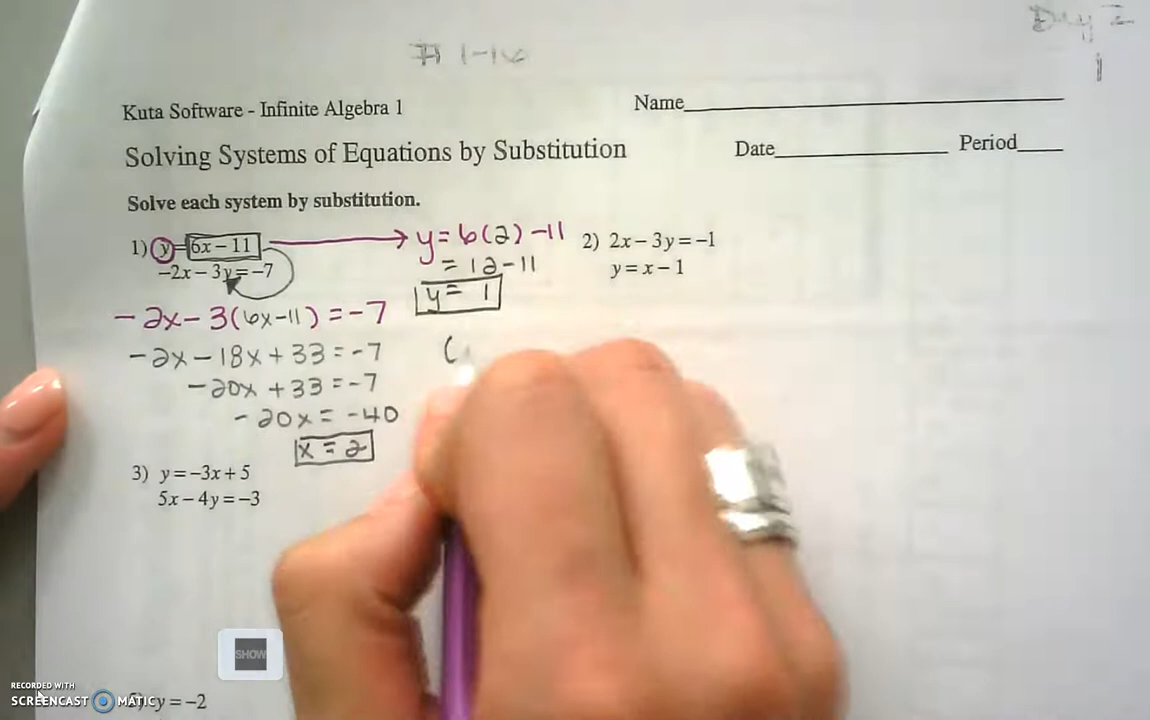 Day 2
# 1-16
1
Kuta Software - Infinite Algebra 1
Name
Solving Systems of Equations by Substitution
Date Period
Solve each system by substitution.
1) y = 6x − 11
−2x − 3y = −7
y = 6(2) − 11
= 12 − 11
y = 1
−2x − 3(6x − 11) = −7
−2x − 18x + 33 = −7
−20x + 33 = −7
−20x = −40
x = 2
(
2) 2x − 3y = −1
y = x − 1
3) y = −3x + 5
5x − 4y = −3
y = −2
SHOW
RECORDED WITH
SCREENCAST MATIC